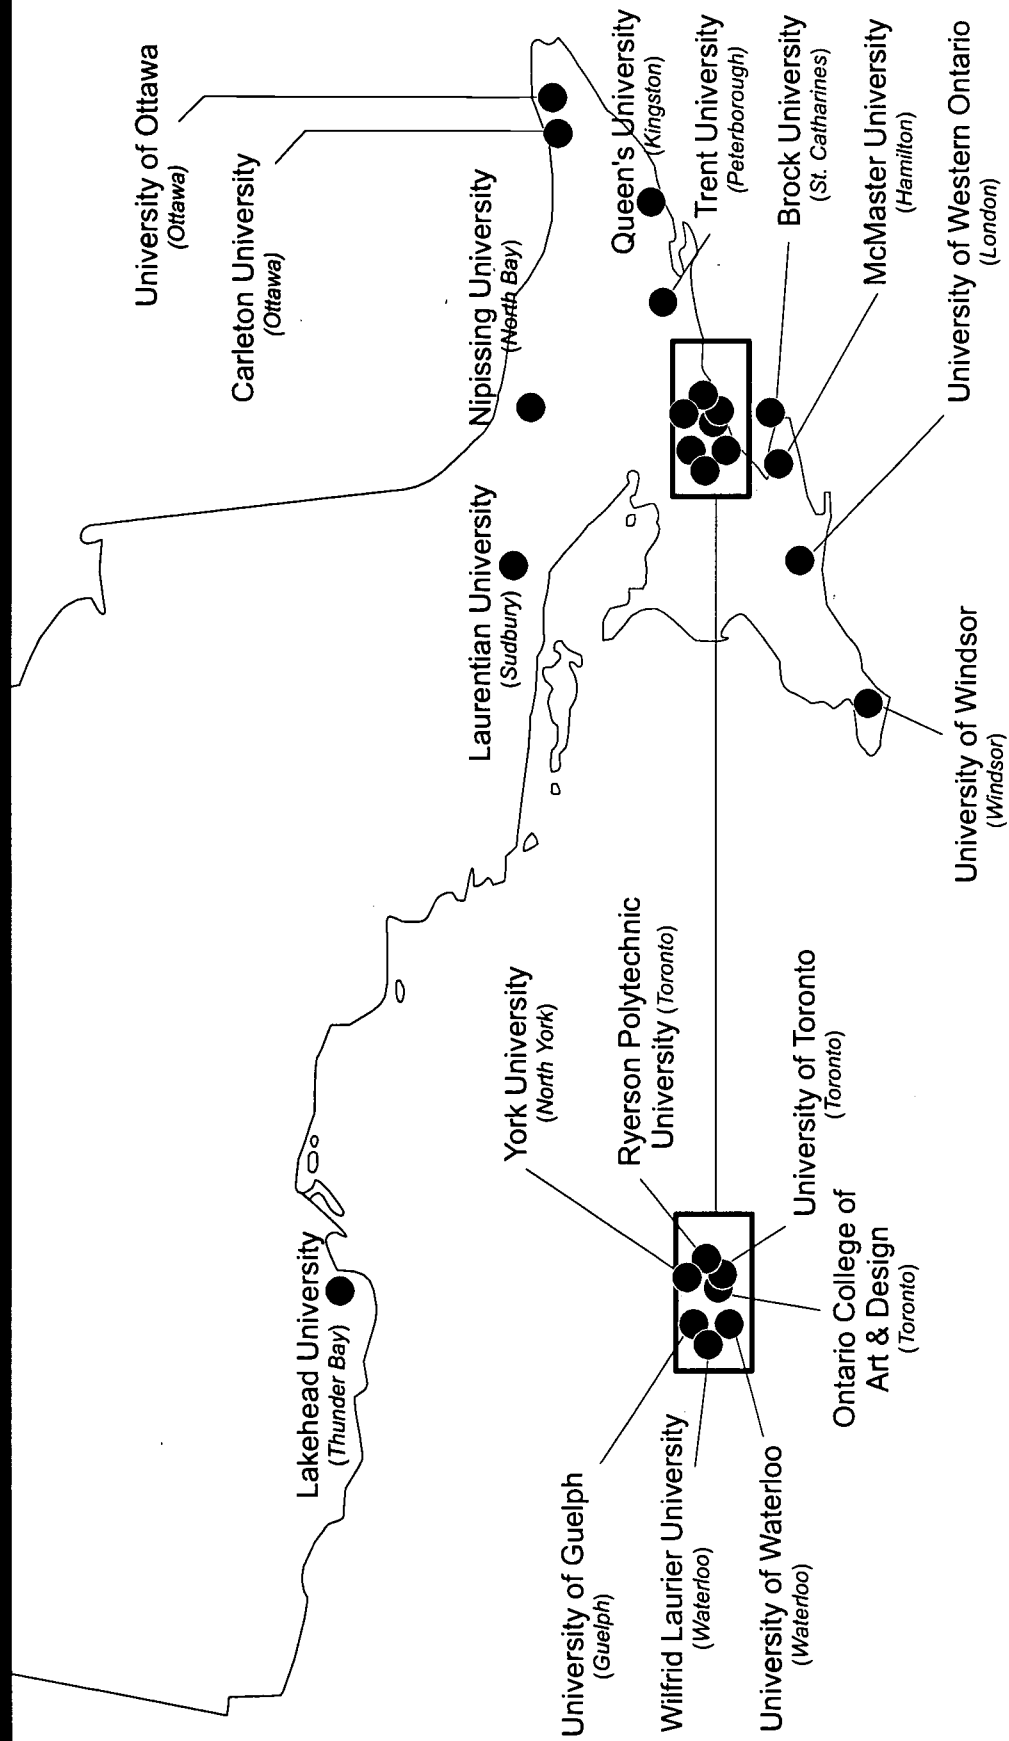 University of Ottawa
(Ottawa)
Carleton University
(Ottawa)
Nipissing University
(North Bay)
Laurentian University
(Sudbury)
Lakehead University
(Thunder Bay)
Queen's University
(Kingston)
Trent University
(Peterborough)
Brock University
(St. Catharines)
McMaster University
(Hamilton)
University of Western Ontario
(London)
University of Windsor
(Windsor)
York University
(North York)
Ryerson Polytechnic
University (Toronto)
University of Toronto
(Toronto)
Ontario College of
Art & Design
(Toronto)
University of Guelph
(Guelph)
Wilfrid Laurier University
(Waterloo)
University of Waterloo
(Waterloo)